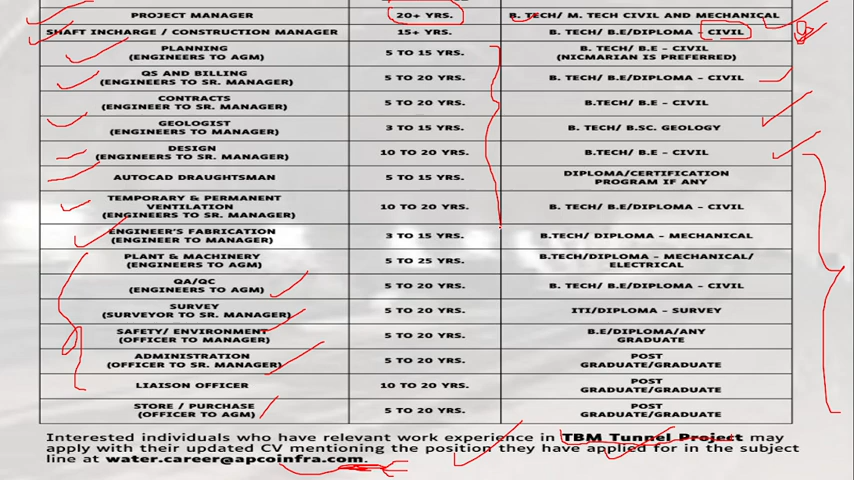 PROJECT MANAGER 20+ YRS. B. TECH/ M. TECH CIVIL AND MECHANICAL
SHAFT INCHARGE / CONSTRUCTION MANAGER 15+ YRS. B. TECH/ B.E/DIPLOMA - CIVIL
PLANNING
(ENGINEERS TO AGM) 5 TO 15 YRS. B. TECH/ B.E - CIVIL
(NICMARIAN IS PREFERRED)
QS AND BILLING
(ENGINEERS TO SR. MANAGER) 5 TO 20 YRS. B. TECH/ B.E/DIPLOMA - CIVIL
CONTRACTS
(ENGINEER TO SR. MANAGER) 5 TO 20 YRS. B.TECH/ B.E - CIVIL
GEOLOGIST
(ENGINEERS TO MANAGER) 3 TO 15 YRS. B. TECH/ B.SC. GEOLOGY
DESIGN
(ENGINEERS TO SR. MANAGER) 10 TO 20 YRS. B.TECH/ B.E - CIVIL
AUTOCAD DRAUGHTSMAN 5 TO 15 YRS. DIPLOMA/CERTIFICATION
PROGRAM IF ANY
TEMPORARY & PERMANENT
VENTILATION
(ENGINEERS TO SR. MANAGER) 10 TO 20 YRS. B. TECH/ B.E/DIPLOMA - CIVIL
ENGINEER'S FABRICATION
(ENGINEER TO MANAGER) 3 TO 15 YRS. B.TECH/ DIPLOMA - MECHANICAL
PLANT & MACHINERY
(ENGINEERS TO AGM) 5 TO 25 YRS. B.TECH/DIPLOMA - MECHANICAL/
ELECTRICAL
QA/QC
(ENGINEERS TO AGM) 5 TO 20 YRS. B. TECH/ B.E/DIPLOMA - CIVIL
SURVEY
(SURVEYOR TO SR. MANAGER) 5 TO 20 YRS. ITI/DIPLOMA - SURVEY
SAFETY/ ENVIRONMENT
(OFFICER TO MANAGER) 5 TO 20 YRS. B.E/DIPLOMA/ANY
GRADUATE
ADMINISTRATION
(OFFICER TO SR. MANAGER) 5 TO 20 YRS. POST
GRADUATE/GRADUATE
LIAISON OFFICER 10 TO 20 YRS. POST
GRADUATE/GRADUATE
STORE / PURCHASE
(OFFICER TO AGM) 5 TO 20 YRS. POST
GRADUATE/GRADUATE
Interested individuals who have relevant work experience in TBM Tunnel Project may
apply with their updated CV mentioning the position they have applied for in the subject
line at water.career@apcoinfra.com.